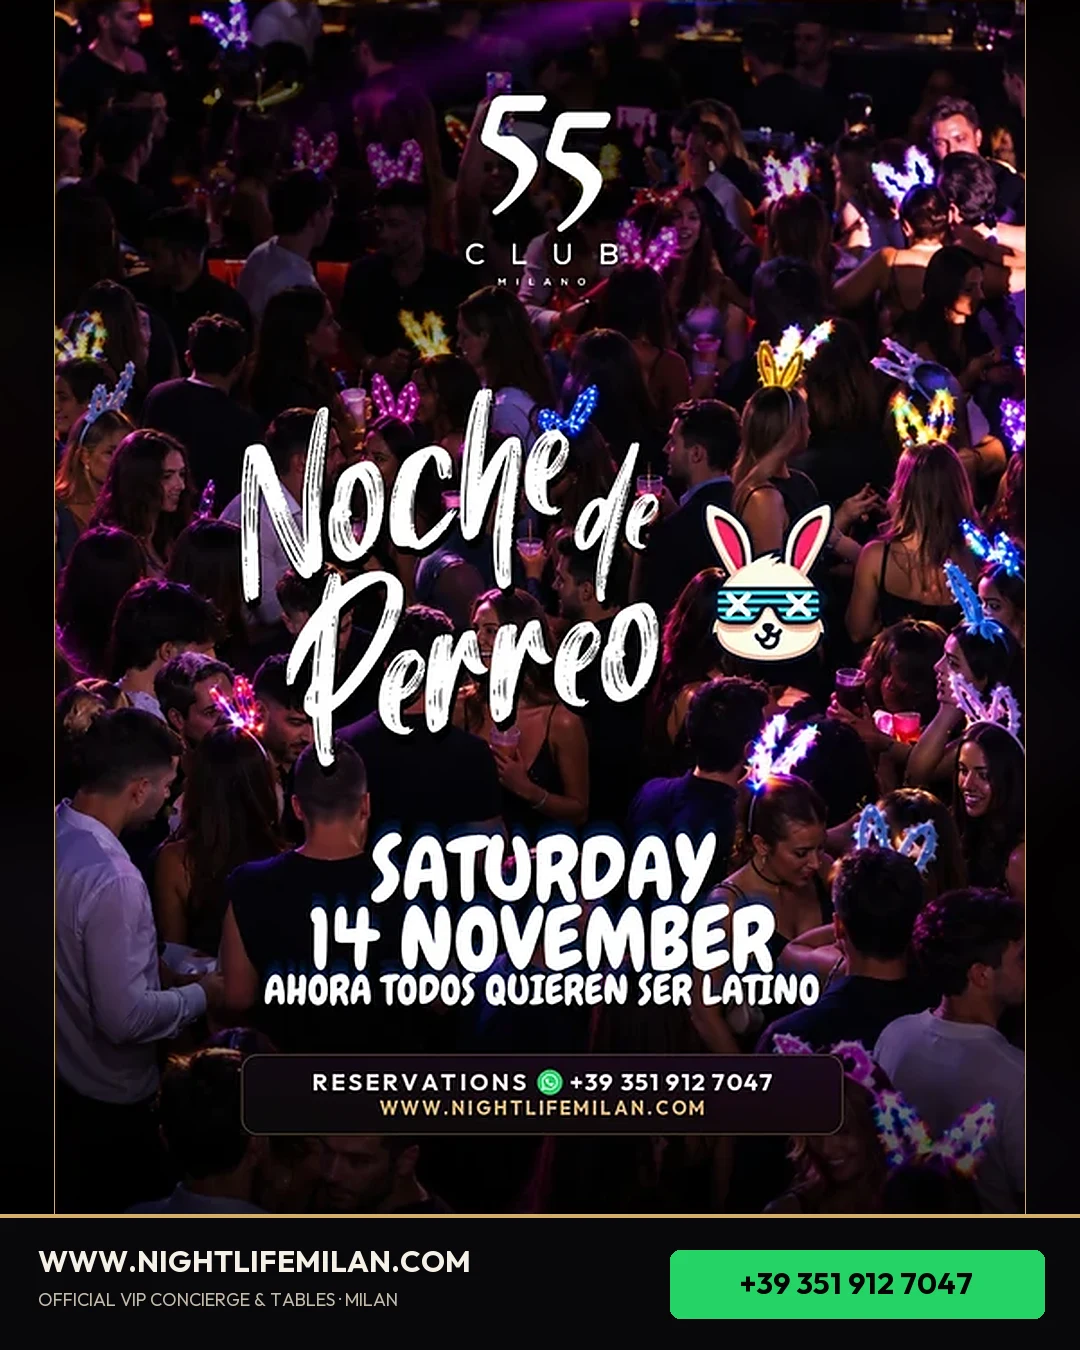 55
CLUB
MILANO
Noche de
Perreo
SATURDAY
14 NOVEMBER
AHORA TODOS QUIEREN SER LATINO
RESERVATIONS +39 351 912 7047
WWW.NIGHTLIFEMILAN.COM
WWW.NIGHTLIFEMILAN.COM
OFFICIAL VIP CONCIERGE & TABLES · MILAN
+39 351 912 7047